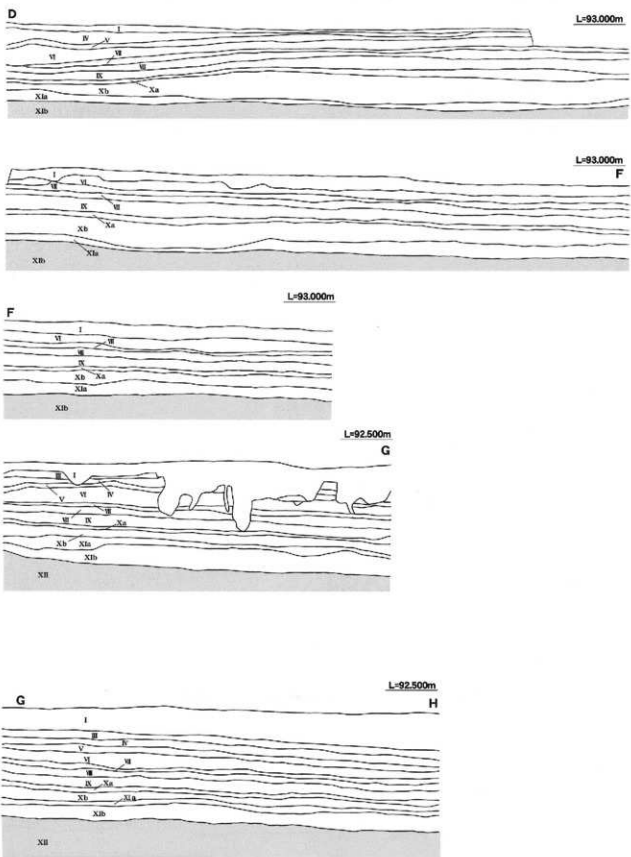 D
L=93.000m
I
IV V
VI VII
VIII
IX
Xa
Xb
XIa
XIb
L=93.000m
F
I
VI
VII
VIII
IX
Xa
Xb
XIa
XIb
L=93.000m
F
I
VI VII
VIII
IX
Xb Xa
XIa
XIb
L=92.500m
G
III I
V VI IV
VIII
VII IX
Xa
Xb XIa
XIb
XII
L=92.500m
G H
I
III
IV
V
VI VII
VIII
IX Xa
Xb XIa
XIb
XII